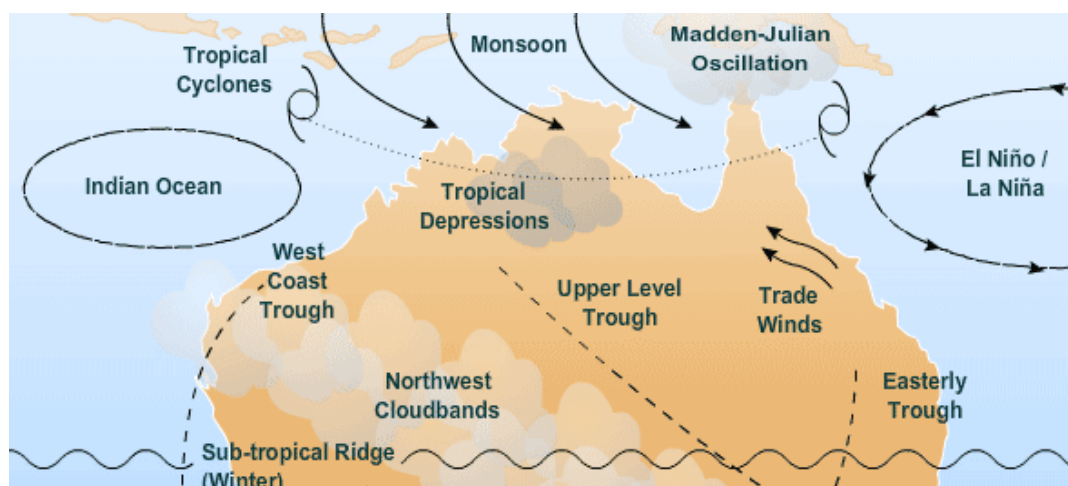 Tropical
Cyclones
Monsoon
Madden-Julian
Oscillation
Indian Ocean
El Niño /
La Niña
Tropical
Depressions
West
Coast
Trough
Upper Level
Trough
Trade
Winds
Northwest
Cloudbands
Easterly
Trough
Sub-tropical Ridge
(Winter)